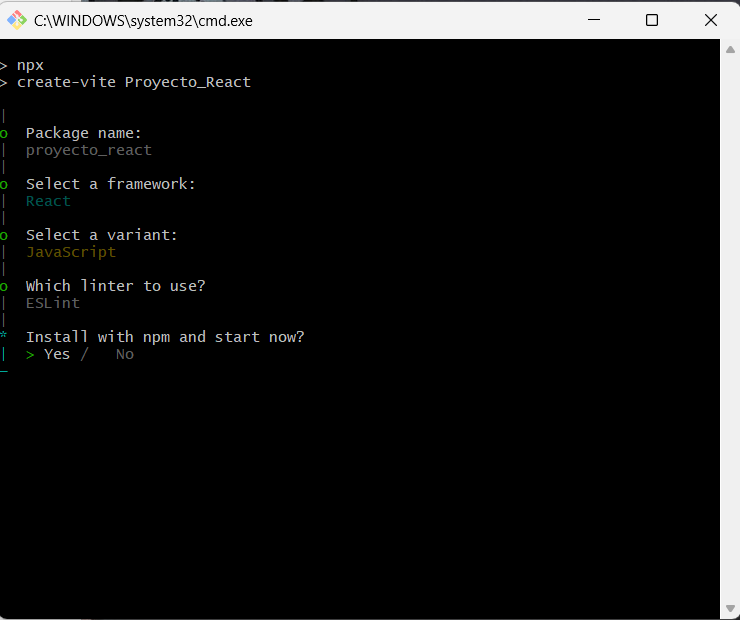 C:\WINDOWS\system32\cmd.exe
> npx
> create-vite Proyecto_React
|
o  Package name:
|  proyecto_react
|
o  Select a framework:
|  React
|
o  Select a variant:
|  JavaScript
|
o  Which linter to use?
|  ESLint
|
*  Install with npm and start now?
|  > Yes /   No
_